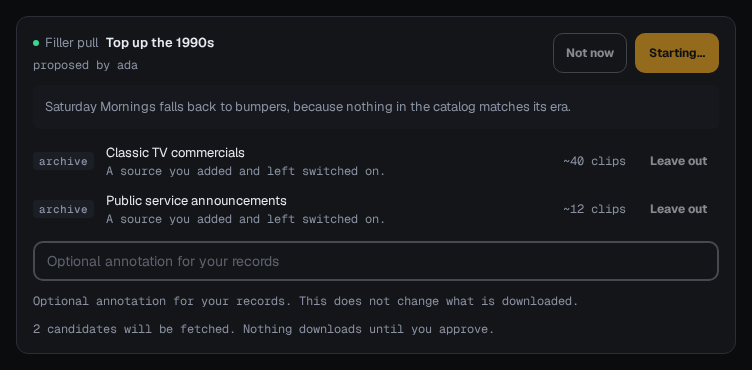 Filler pull Top up the 1990s
proposed by ada
Not now
Starting…
Saturday Mornings falls back to bumpers, because nothing in the catalog matches its era.
archive
Classic TV commercials
A source you added and left switched on.
~40 clips
Leave out
archive
Public service announcements
A source you added and left switched on.
~12 clips
Leave out
Optional annotation for your records
Optional annotation for your records. This does not change what is downloaded.
2 candidates will be fetched. Nothing downloads until you approve.